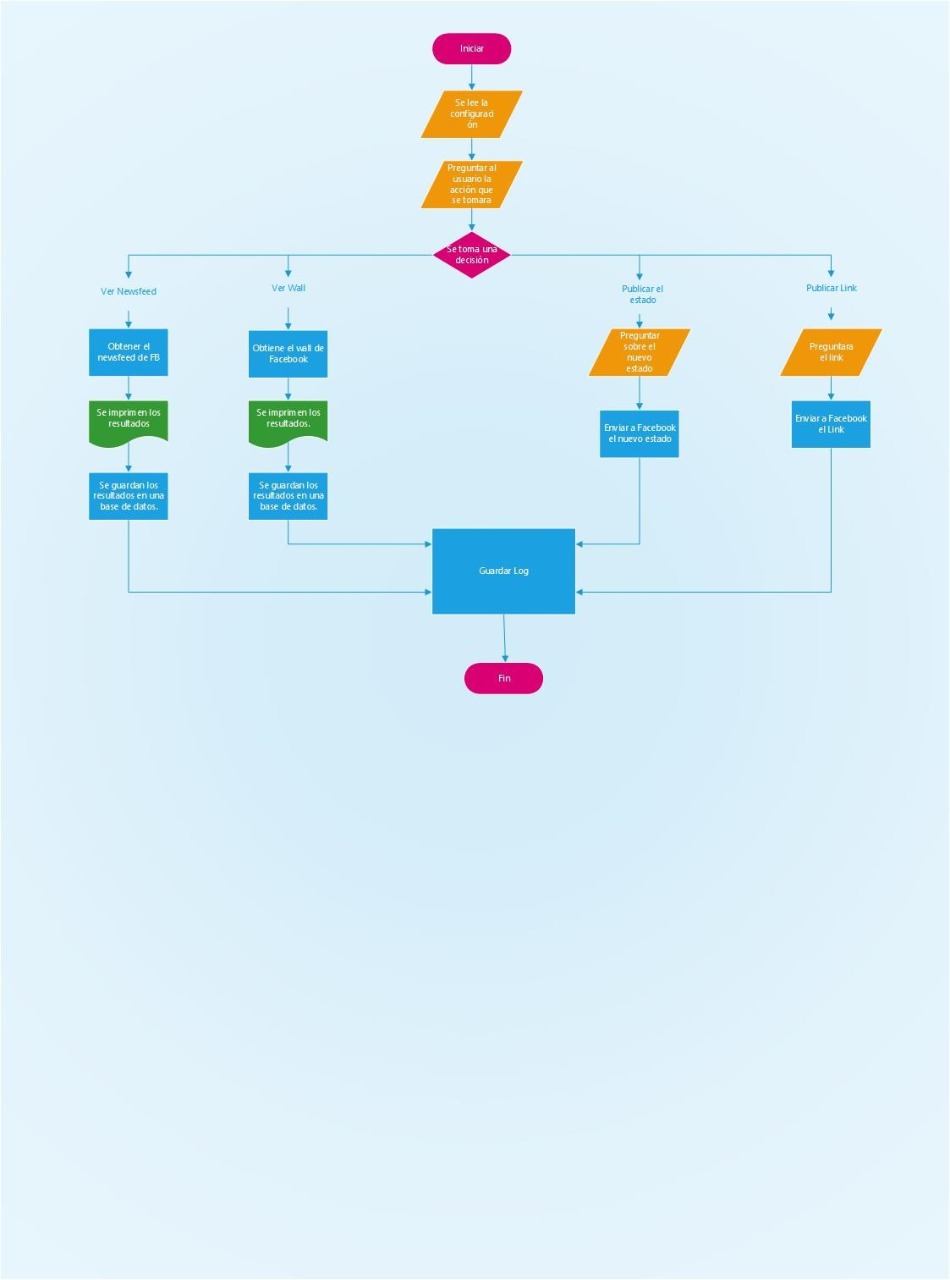 Iniciar
Se lee la
configuraci
ón
Preguntar al
usuario la
acción que
se tomara
Se toma una
decisión
Ver Newsfeed
Ver Wall
Publicar el
estado
Publicar Link
Obtener el
newsfeed de FB
Obtiene el wall de
Facebook
Preguntar
sobre el
nuevo
estado
Preguntara
el link
Se imprimen los
resultados
Se imprimen los
resultados.
Enviar a Facebook
el nuevo estado
Enviar a Facebook
el Link
Se guardan los
resultados en una
base de datos.
Se guardan los
resultados en una
base de datos.
Guardar Log
Fin